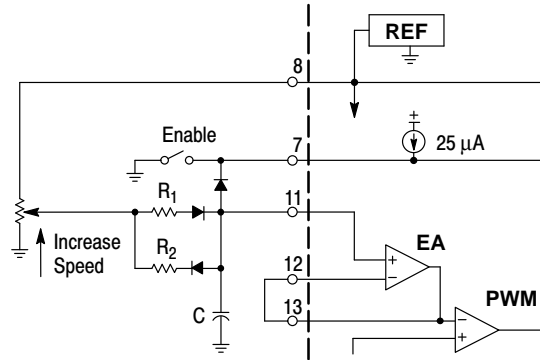 REF
8
Enable
7
25 μA
R1
11
Increase
Speed
R2
EA
12
13
PWM
C
+
+
−
−
+